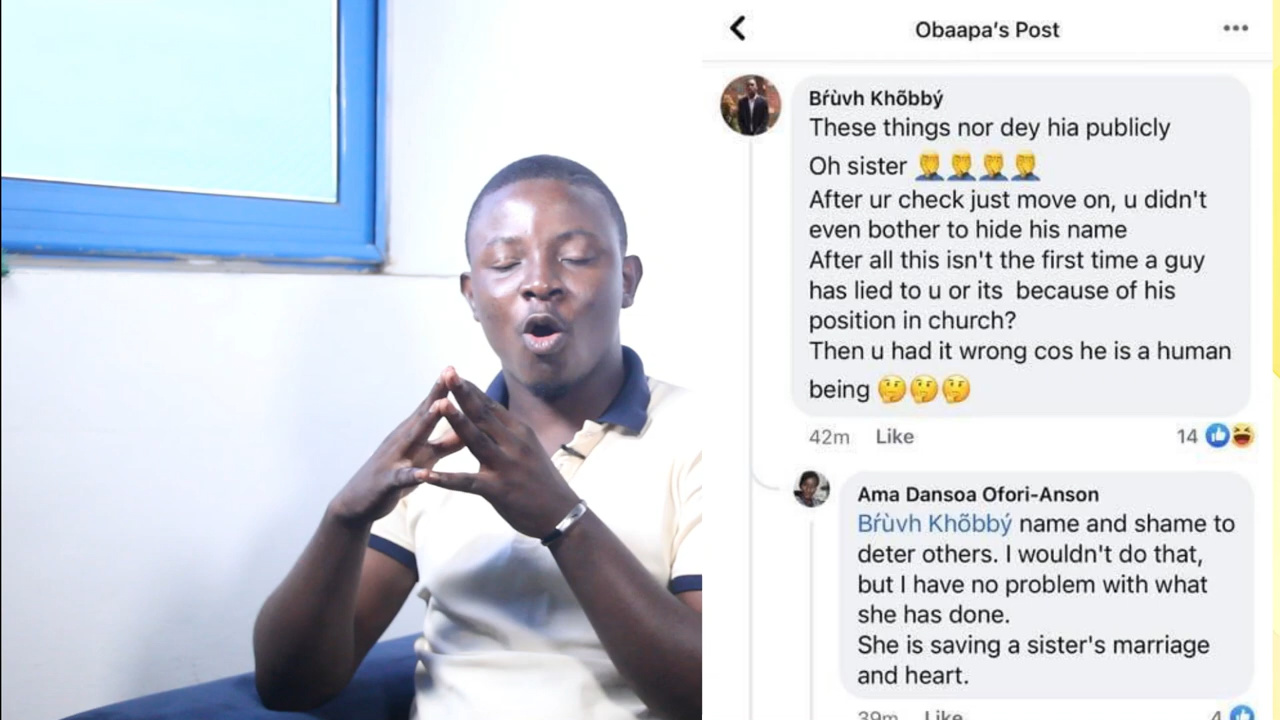 Obaapa's Post
Bŕùvh Khõbbý
These things nor dey hia publicly
Oh sister 🤦🤦🤦🤦
After ur check just move on, u didn't
even bother to hide his name
After all this isn't the first time a guy
has lied to u or its  because of his
position in church?
Then u had it wrong cos he is a human
being 🤔🤔🤔
42m Like 14
Ama Dansoa Ofori-Anson
Bŕùvh Khõbbý name and shame to
deter others. I wouldn't do that,
but I have no problem with what
she has done.
She is saving a sister's marriage
and heart.
39m Like 4